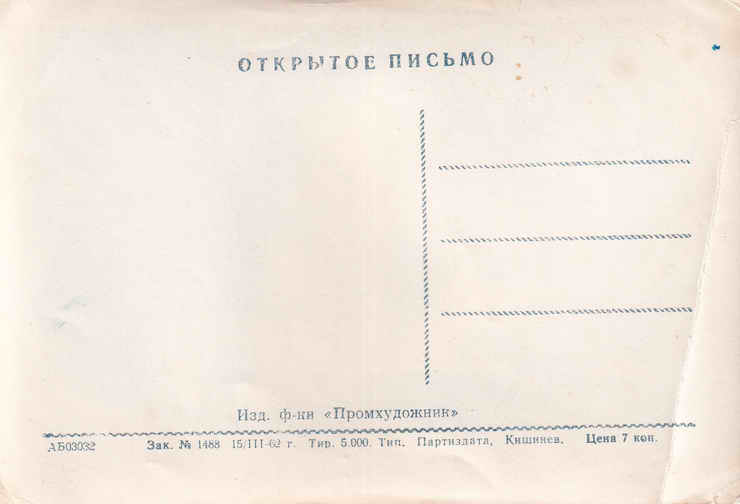 ОТКРЫТОЕ ПИСЬМО
Изд. ф-ки «Промхудожник»
АБ03032 Зак. № 1488 15/III-62 г. Тир. 5.000. Тип. Партиздата, Кишинев. Цена 7 коп.